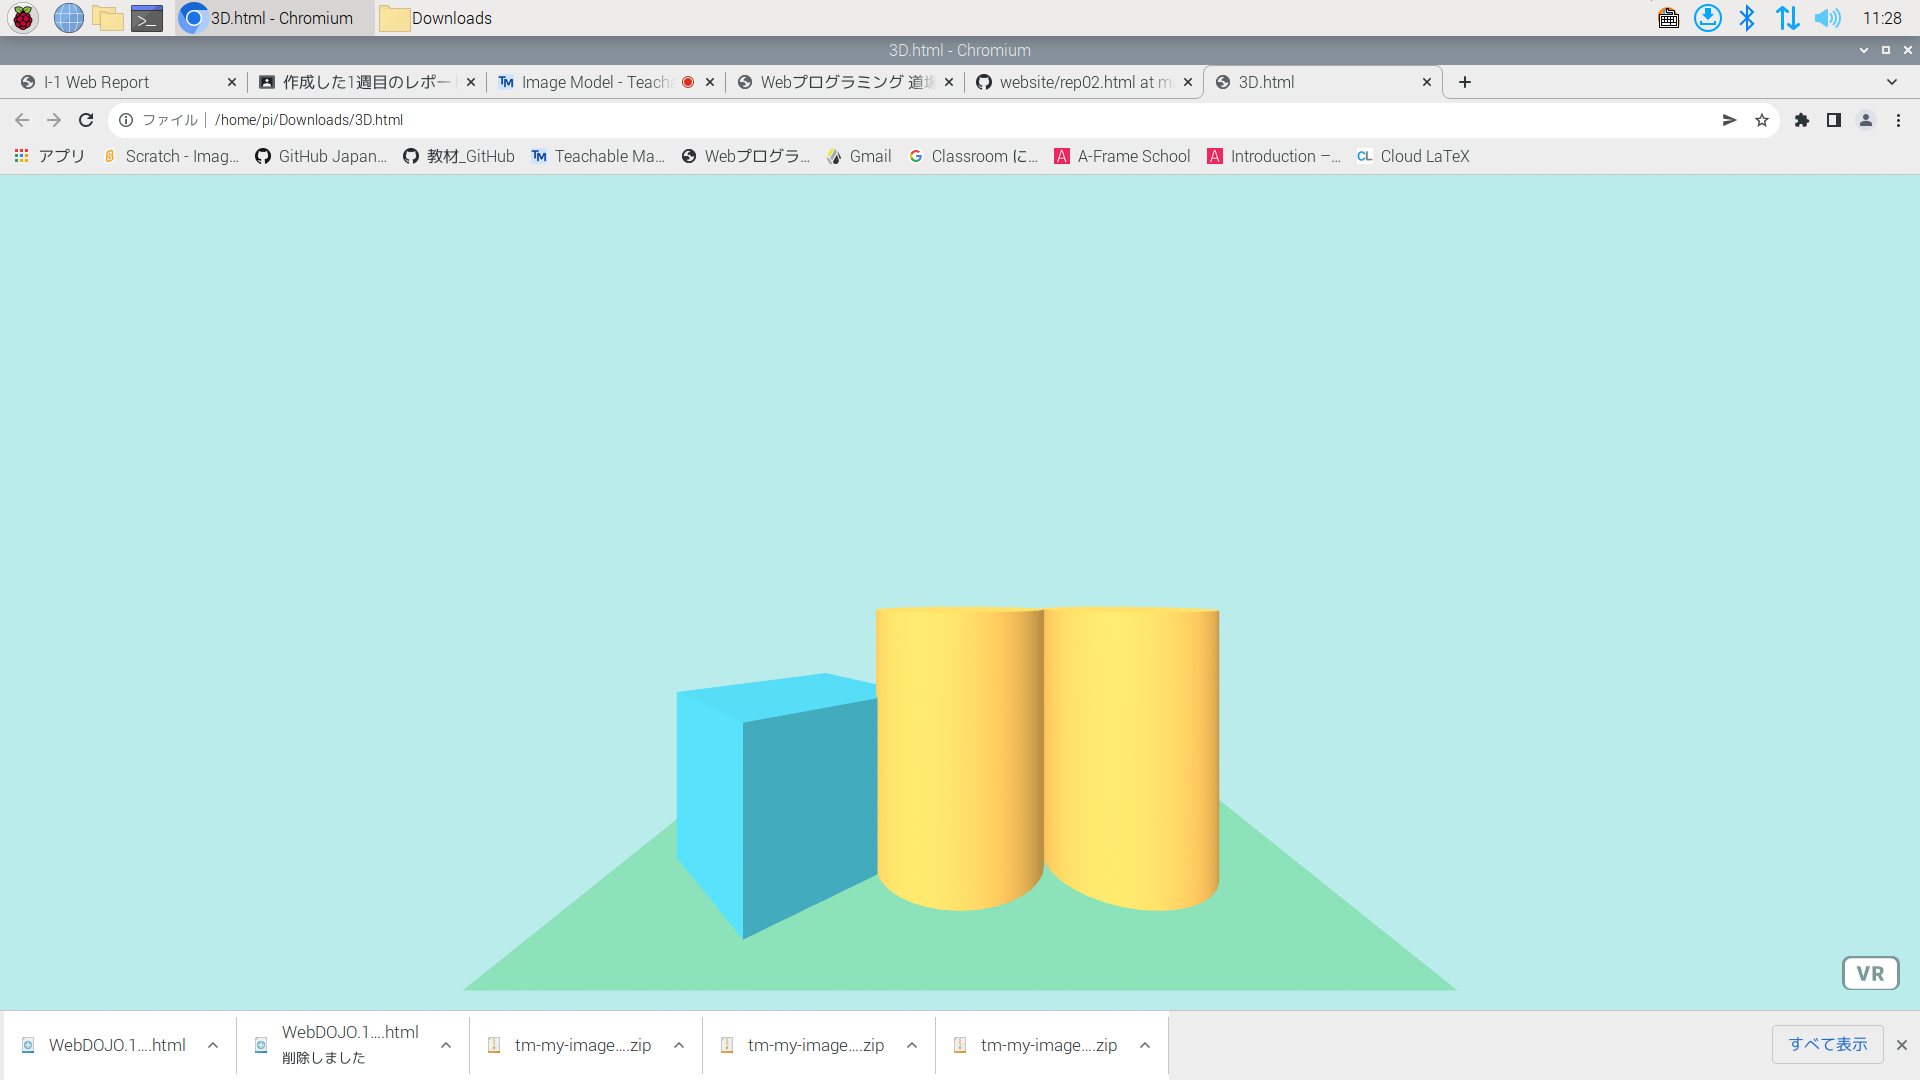 3D.html - Chromium
Downloads
11:28
3D.html - Chromium
I-1 Web Report
作成した1週目のレポー
Image Model - Teach
Webプログラミング 道場
website/rep02.html at m
3D.html
ファイル
/home/pi/Downloads/3D.html
アプリ
Scratch - Imag...
GitHub Japan...
教材_GitHub
Teachable Ma...
Webプログラ...
Gmail
Classroom に...
A-Frame School
Introduction –...
Cloud LaTeX
VR
WebDOJO.1....html
WebDOJO.1....html
削除しました
tm-my-image....zip
tm-my-image....zip
tm-my-image....zip
すべて表示